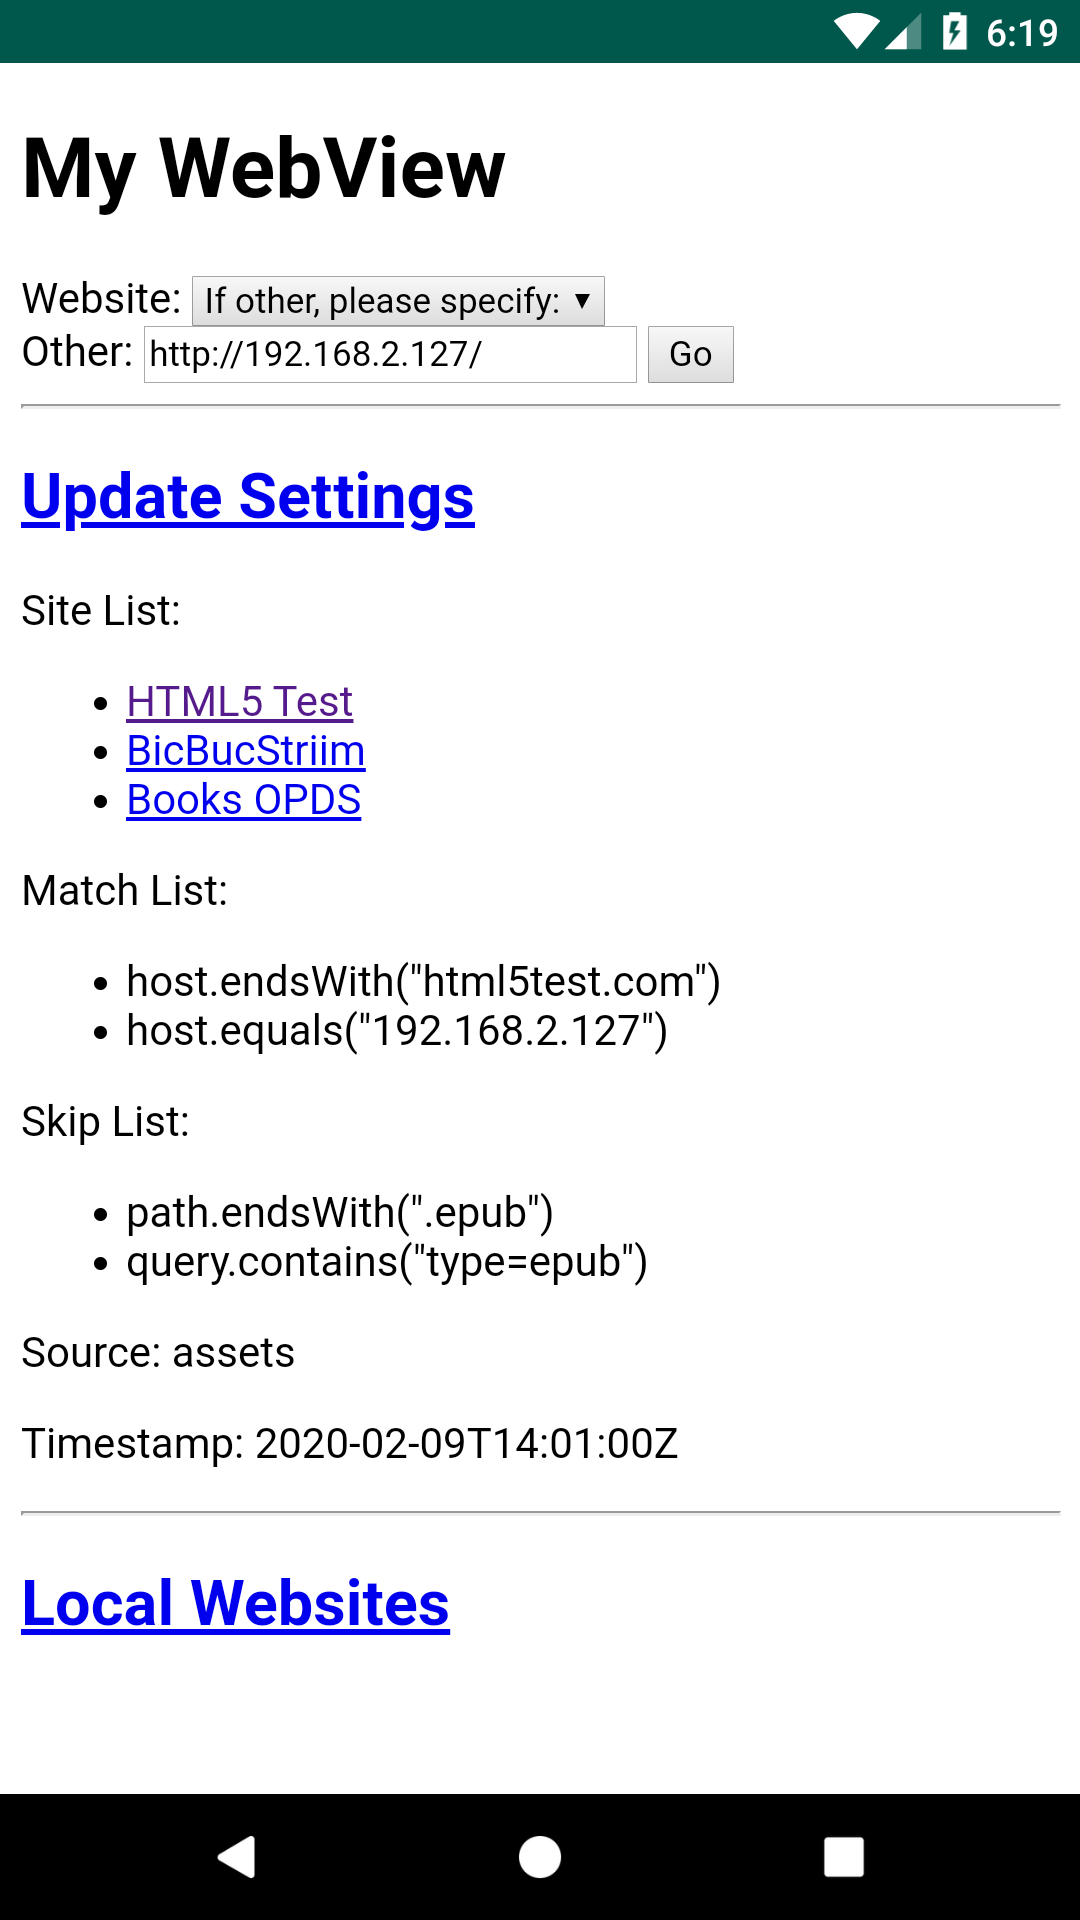 6:19
My WebView
Website: If other, please specify: ▼
Other: http://192.168.2.127/ Go
Update Settings
Site List:
• HTML5 Test
• BicBucStriim
• Books OPDS
Match List:
• host.endsWith("html5test.com")
• host.equals("192.168.2.127")
Skip List:
• path.endsWith(".epub")
• query.contains("type=epub")
Source: assets
Timestamp: 2020-02-09T14:01:00Z
Local Websites